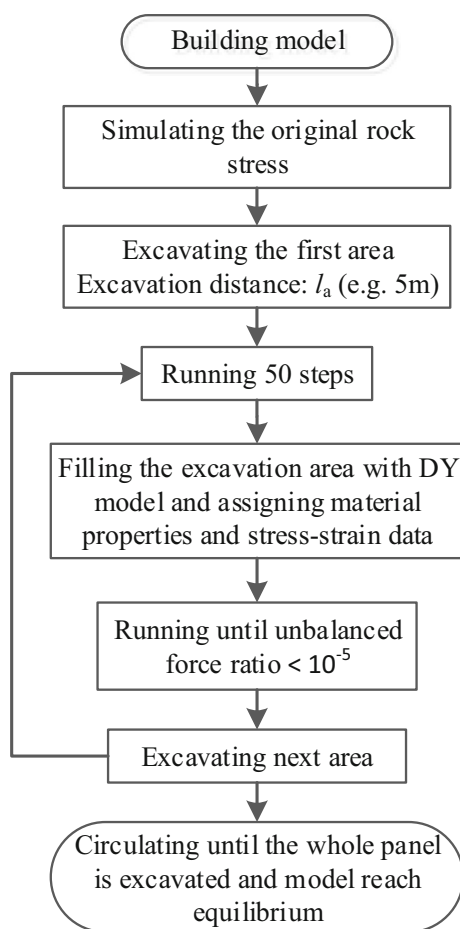 Building model
Simulating the original rock
stress
Excavating the first area
Excavation distance: lₐ (e.g. 5m)
Running 50 steps
Filling the excavation area with DY
model and assigning material
properties and stress-strain data
Running until unbalanced
force ratio < 10⁻⁵
Excavating next area
Circulating until the whole panel
is excavated and model reach
equilibrium